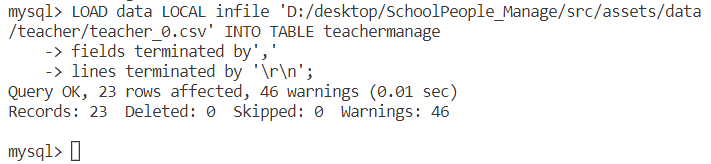 mysql> LOAD data LOCAL infile 'D:/desktop/SchoolPeople_Manage/src/assets/data
/teacher/teacher_0.csv' INTO TABLE teachermanage
    -> fields terminated by','
    -> lines terminated by '\r\n';
Query OK, 23 rows affected, 46 warnings (0.01 sec)
Records: 23  Deleted: 0  Skipped: 0  Warnings: 46

mysql>